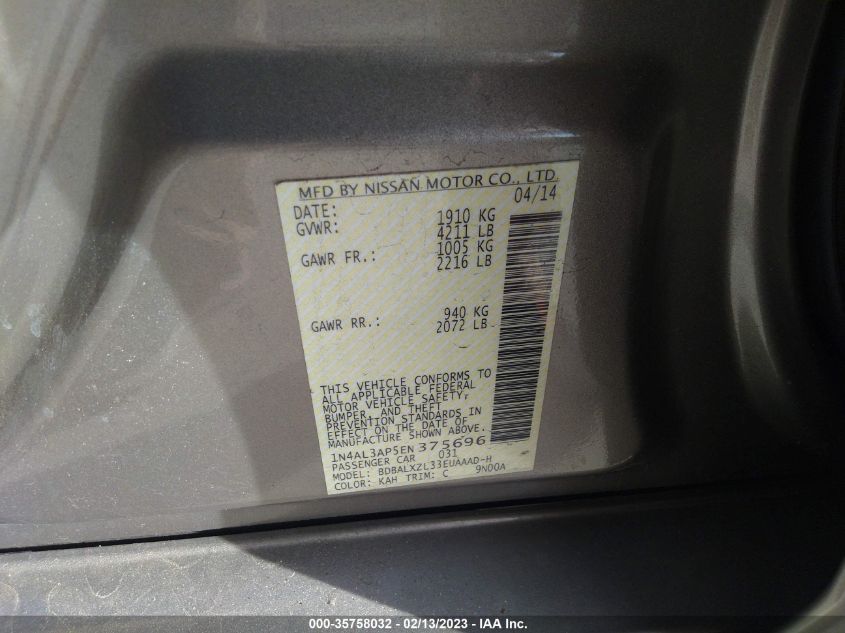 MFD BY NISSAN MOTOR CO., LTD.
DATE: 04/14
GVWR: 1910 KG
4211 LB
GAWR FR.: 1005 KG
2216 LB
GAWR RR.: 940 KG
2072 LB
THIS VEHICLE CONFORMS TO
ALL APPLICABLE FEDERAL
MOTOR VEHICLE SAFETY,
BUMPER, AND THEFT
PREVENTION STANDARDS IN
EFFECT ON THE DATE OF
MANUFACTURE SHOWN ABOVE.
1N4AL3AP5EN 375696
PASSENGER CAR 031
MODEL: BDBALXZL33EUAAAD-H
COLOR: KAH TRIM: C 9N00A
000-35758032 - 02/13/2023 - IAA Inc.